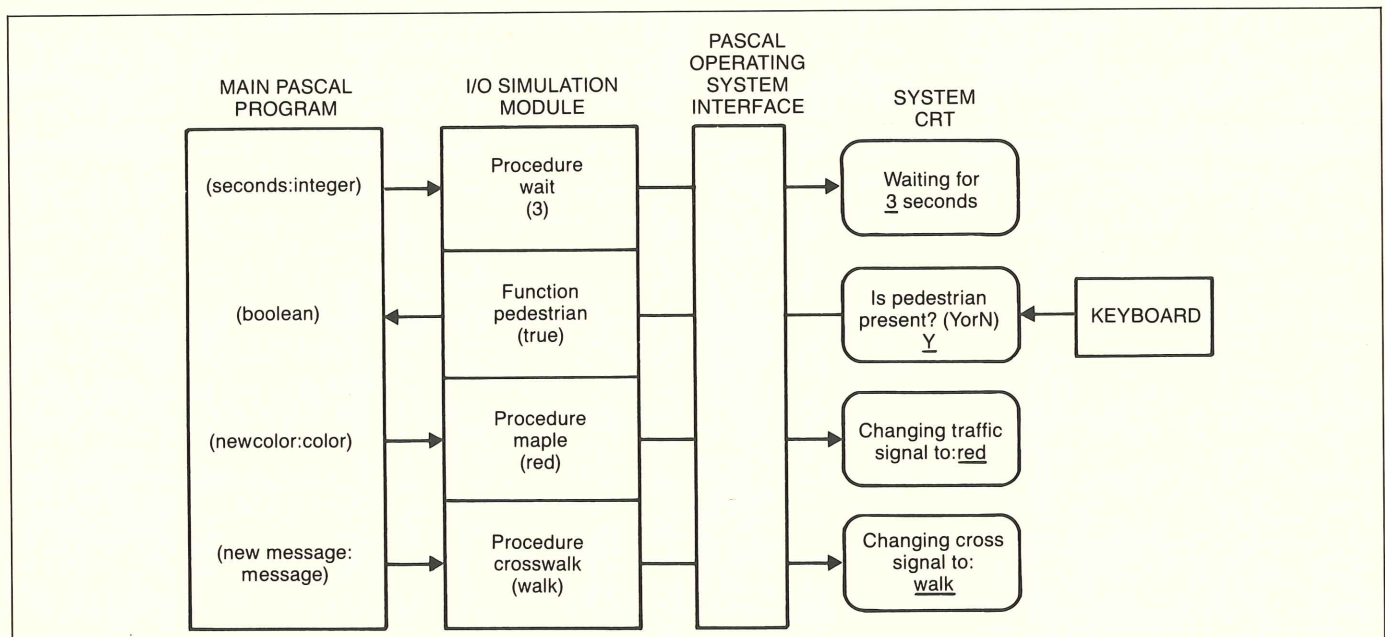 MAIN PASCAL
PROGRAM
I/O SIMULATION
MODULE
PASCAL
OPERATING
SYSTEM
INTERFACE
SYSTEM
CRT
(seconds:integer)
Procedure
wait
(3)
Waiting for
3 seconds
(boolean)
Function
pedestrian
(true)
Is pedestrian
present? (YorN)
Y
KEYBOARD
(newcolor:color)
Procedure
maple
(red)
Changing traffic
signal to:red
(new message:
message)
Procedure
crosswalk
(walk)
Changing cross
signal to:
walk